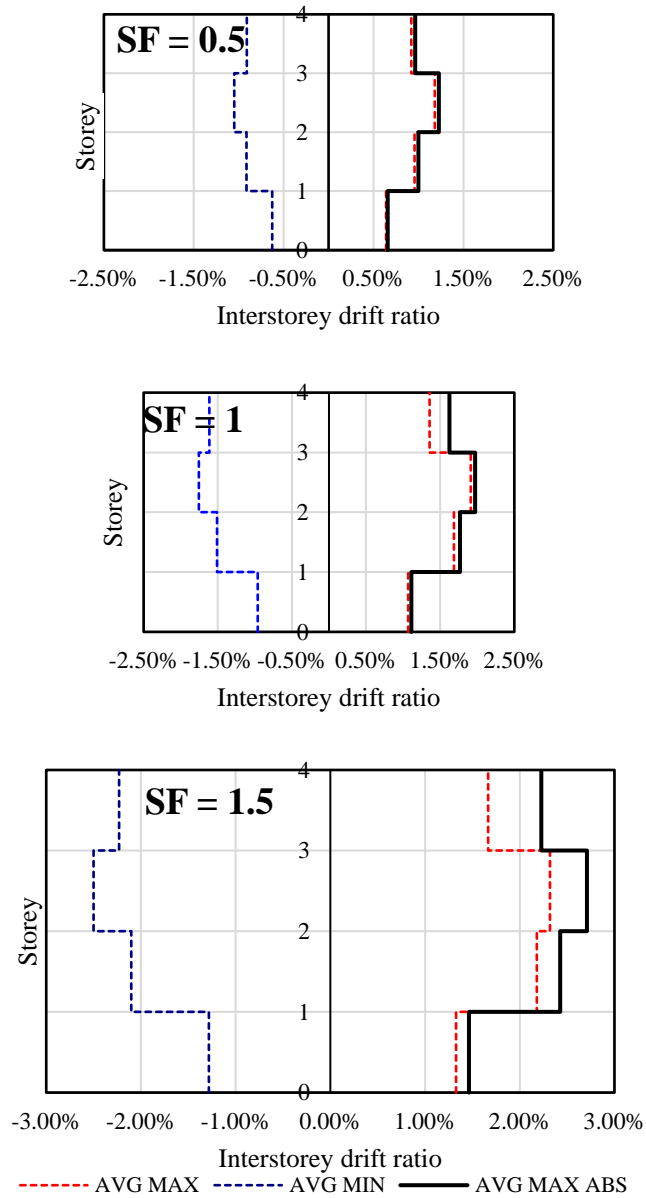 4
SF = 0.5
3
Storey
2
1
0
-2.50% -1.50% -0.50% 0.50% 1.50% 2.50%
Interstorey drift ratio
4
SF = 1
3
Storey
2
1
0
-2.50% -1.50% -0.50% 0.50% 1.50% 2.50%
Interstorey drift ratio
4
SF = 1.5
3
Storey
2
1
0
-3.00% -2.00% -1.00% 0.00% 1.00% 2.00% 3.00%
Interstorey drift ratio
AVG MAX AVG MIN AVG MAX ABS